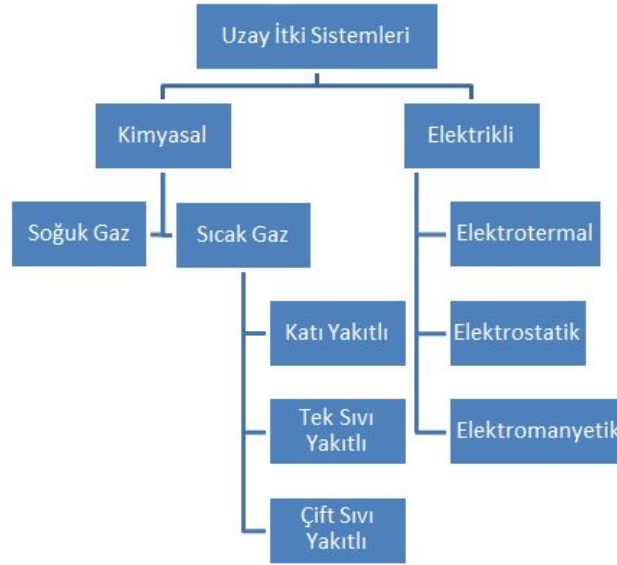 Uzay İtki Sistemleri
Kimyasal
Elektrikli
Soğuk Gaz
Sıcak Gaz
Elektrotermal
Katı Yakıtlı
Elektrostatik
Tek Sıvı
Yakıtlı
Elektromanyetik
Çift Sıvı
Yakıtlı